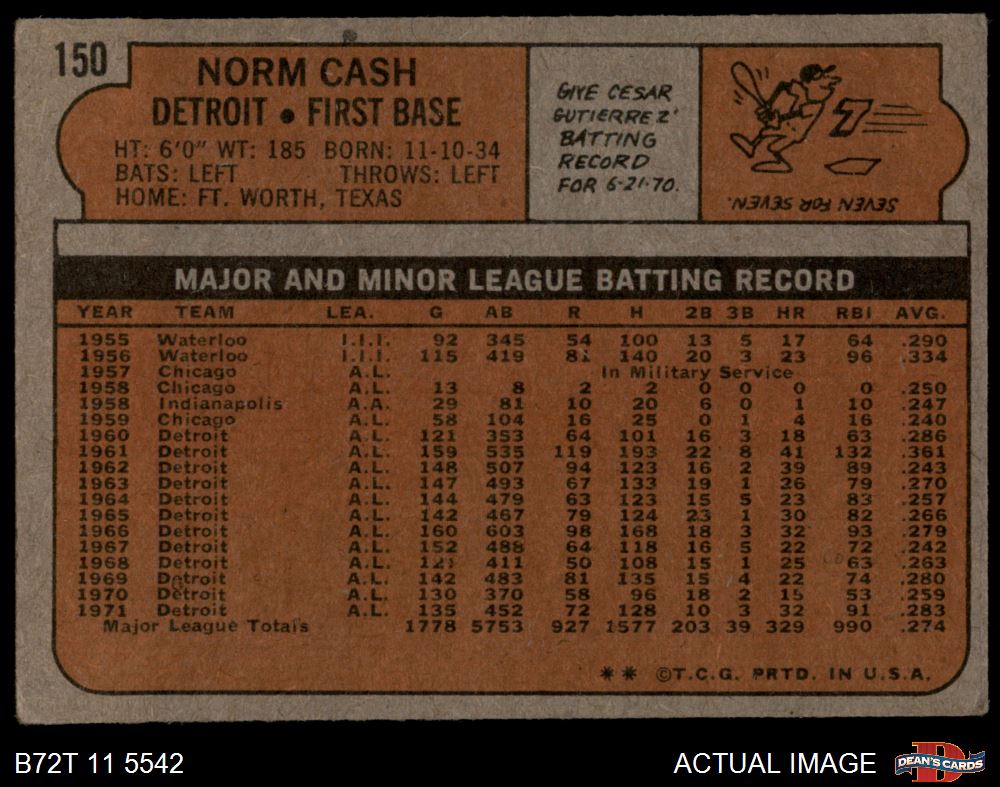 150
NORM CASH
DETROIT • FIRST BASE
HT: 6'0" WT: 185 BORN: 11-10-34
BATS: LEFT THROWS: LEFT
HOME: FT. WORTH, TEXAS
GIVE CESAR
GUTIERREZ'
BATTING
RECORD
FOR 6-21-70.
7
SEVEN FOR SEVEN.
MAJOR AND MINOR LEAGUE BATTING RECORD
YEAR TEAM LEA. G AB R H 2B 3B HR RBI AVG.
1955 Waterloo I.I.I. 92 345 54 100 13 5 17 64 .290
1956 Waterloo I.I.I. 115 419 81 140 20 3 23 96 .334
1957 Chicago A.L. In Military Service
1958 Chicago A.L. 13 8 2 2 0 0 0 0 .250
1958 Indianapolis A.A. 29 81 10 20 6 0 1 10 .247
1959 Chicago A.L. 58 104 16 25 0 1 4 16 .240
1960 Detroit A.L. 121 353 64 101 16 3 18 63 .286
1961 Detroit A.L. 159 535 119 193 22 8 41 132 .361
1962 Detroit A.L. 148 507 94 123 16 2 39 89 .243
1963 Detroit A.L. 147 493 67 133 19 1 26 79 .270
1964 Detroit A.L. 144 479 63 123 15 5 23 83 .257
1965 Detroit A.L. 142 467 79 124 23 1 30 82 .266
1966 Detroit A.L. 160 603 98 168 18 3 32 93 .279
1967 Detroit A.L. 152 488 64 118 16 5 22 72 .242
1968 Detroit A.L. 121 411 50 108 15 1 25 63 .263
1969 Detroit A.L. 142 483 81 135 15 4 22 74 .280
1970 Detroit A.L. 130 370 58 96 18 2 15 53 .259
1971 Detroit A.L. 135 452 72 128 10 3 32 91 .283
Major League Totals 1778 5753 927 1577 203 39 329 990 .274
** ©T.C.G. PRTD. IN U.S.A.
B72T 11 5542 ACTUAL IMAGE
DEAN'S CARDS